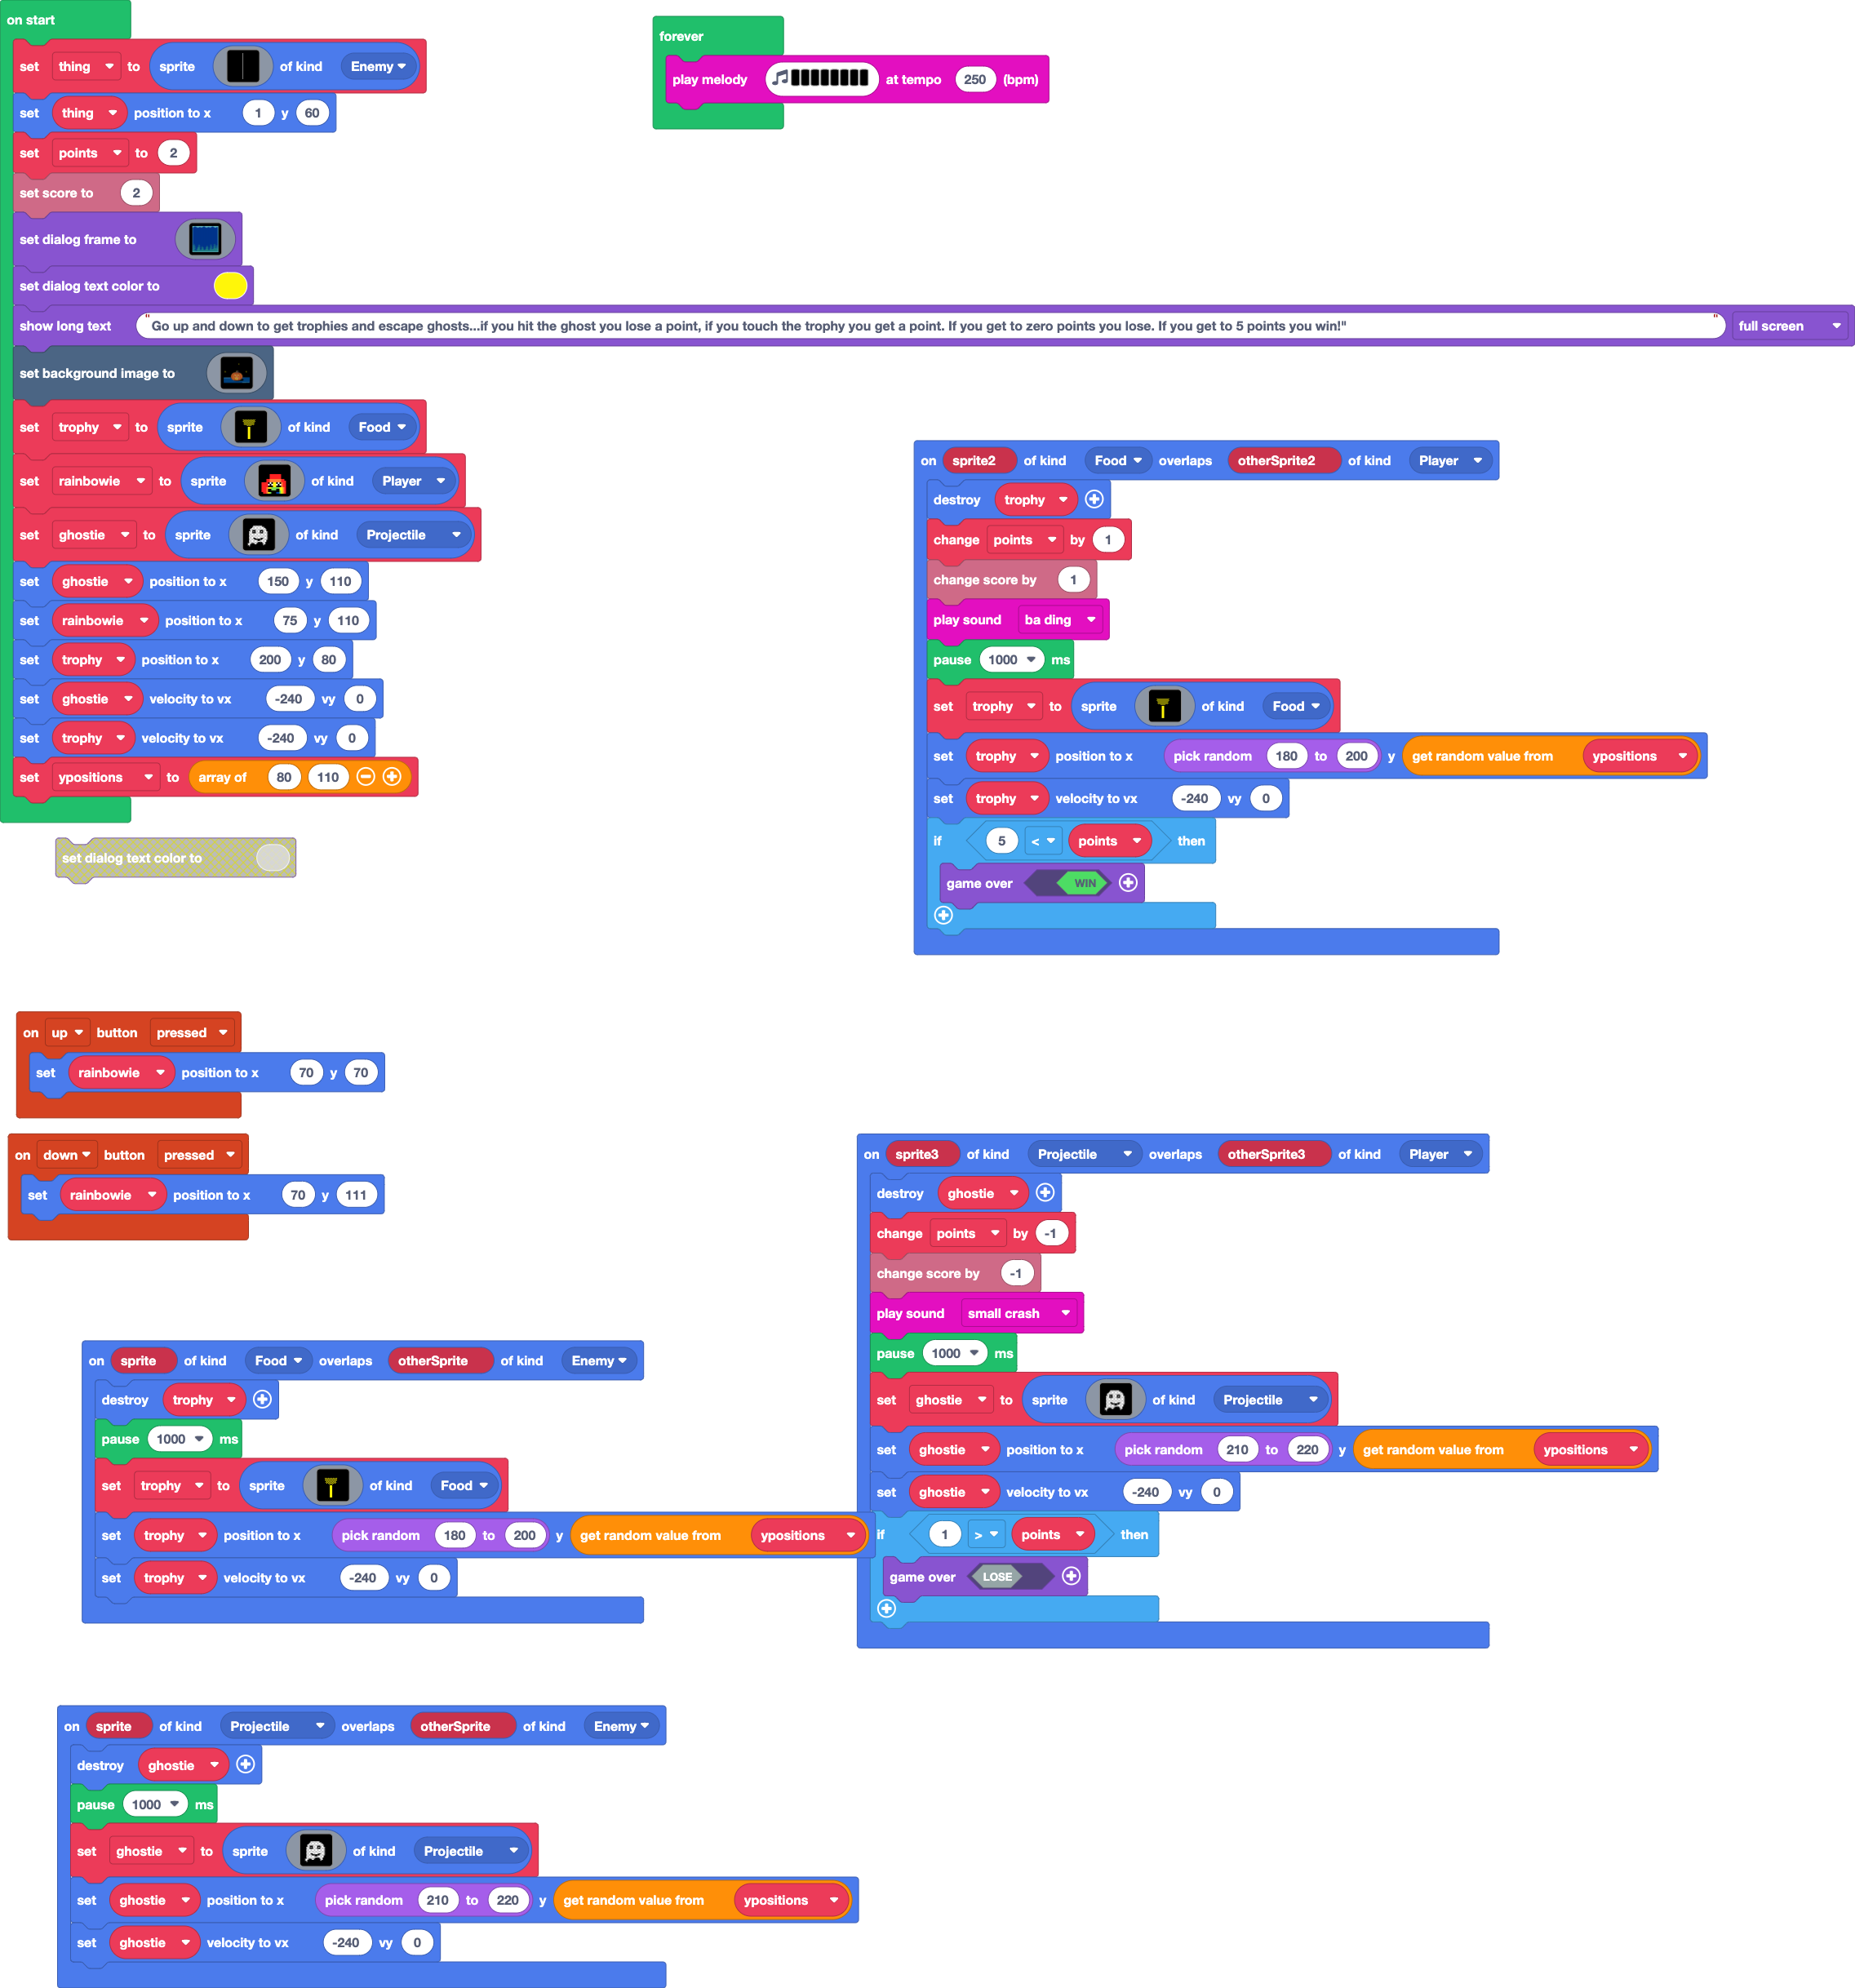 on start
set thing to sprite of kind Enemy
set thing position to x 1 y 60
set points to 2
set score to 2
set dialog frame to
set dialog text color to
show long text "Go up and down to get trophies and escape ghosts...if you hit the ghost you lose a point, if you touch the trophy you get a point. If you get to zero points you lose. If you get to 5 points you win!" " full screen
set background image to
set trophy to sprite of kind Food
set rainbowie to sprite of kind Player
set ghostie to sprite of kind Projectile
set ghostie position to x 150 y 110
set rainbowie position to x 75 y 110
set trophy position to x 200 y 80
set ghostie velocity to vx -240 vy 0
set trophy velocity to vx -240 vy 0
set ypositions to array of 80 110
set dialog text color to
forever
play melody at tempo 250 (bpm)
on sprite2 of kind Food overlaps otherSprite2 of kind Player
destroy trophy
change points by 1
change score by 1
play sound ba ding
pause 1000 ms
set trophy to sprite of kind Food
set trophy position to x pick random 180 to 200 y get random value from ypositions
set trophy velocity to vx -240 vy 0
if 5 < points then
game over WIN
on up button pressed
set rainbowie position to x 70 y 70
on down button pressed
set rainbowie position to x 70 y 111
on sprite3 of kind Projectile overlaps otherSprite3 of kind Player
destroy ghostie
change points by -1
change score by -1
play sound small crash
pause 1000 ms
set ghostie to sprite of kind Projectile
set ghostie position to x pick random 210 to 220 y get random value from ypositions
set ghostie velocity to vx -240 vy 0
if 1 > points then
game over LOSE
on sprite of kind Food overlaps otherSprite of kind Enemy
destroy trophy
pause 1000 ms
set trophy to sprite of kind Food
set trophy position to x pick random 180 to 200 y get random value from ypositions
set trophy velocity to vx -240 vy 0
on sprite of kind Projectile overlaps otherSprite of kind Enemy
destroy ghostie
pause 1000 ms
set ghostie to sprite of kind Projectile
set ghostie position to x pick random 210 to 220 y get random value from ypositions
set ghostie velocity to vx -240 vy 0